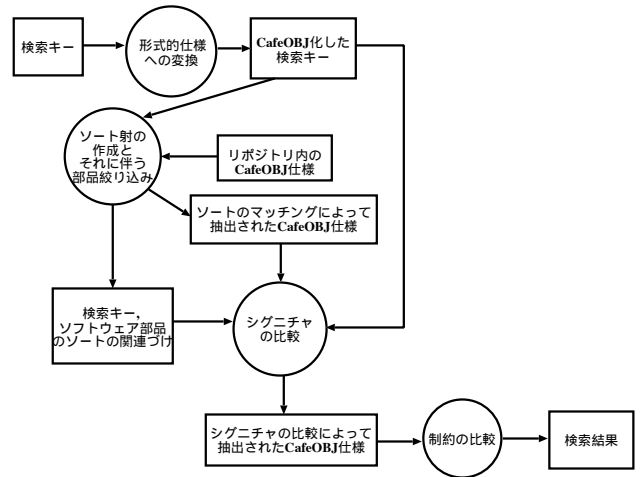 検索キー
形式的仕様
への変換
CafeOBJ化した
検索キー
ソート射の
作成と
それに伴う
部品絞り込み
リポジトリ内の
CafeOBJ仕様
ソートのマッチングによって
抽出されたCafeOBJ仕様
検索キー,
ソフトウェア部品
のソートの関連づけ
シグニチャ
の比較
シグニチャの比較によって
抽出されたCafeOBJ仕様
制約の比較
検索結果